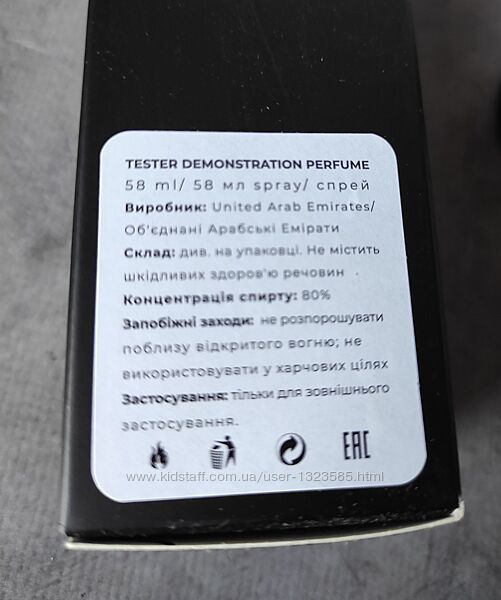 TESTER DEMONSTRATION PERFUME
58 ml/ 58 мл spray/ спрей
Виробник: United Arab Emirates/
Об'єднані Арабські Емірати
Склад: див. на упаковці. Не містить
шкідливих здоров'ю речовин .
Концентрація спирту: 80%
Запобіжні заходи: не розпорошувати
поблизу відкритого вогню; не
використовувати у харчових цілях
Застосування: тільки для зовнішнього
застосування.
EAC
www.kidstaff.com.ua/user-1323585.html